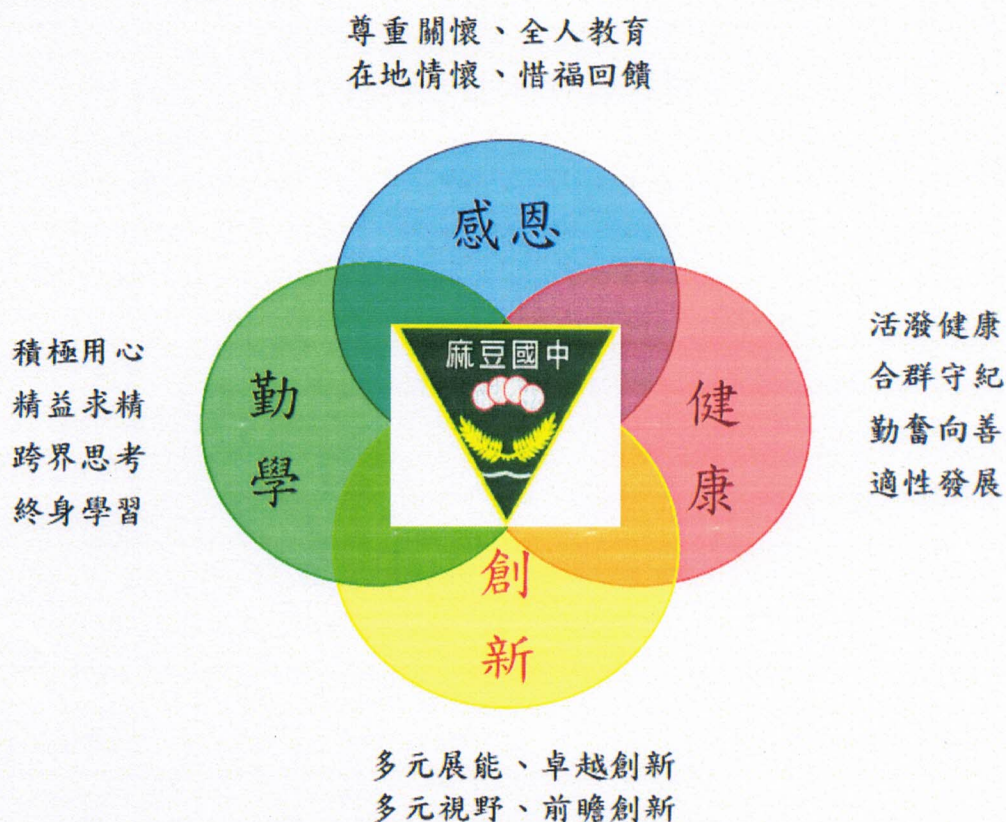 尊重關懷、全人教育
在地情懷、惜福回饋
感恩
積極用心
精益求精
跨界思考
終身學習
勤
學
麻豆國中
健
康
活潑健康
合群守紀
勤奮向善
適性發展
創
新
多元展能、卓越創新
多元視野、前瞻創新